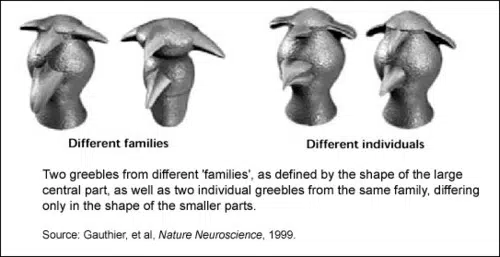 Different families
Different individuals
Two greebles from different 'families', as defined by the shape of the large
central part, as well as two individual greebles from the same family, differing
only in the shape of the smaller parts.
Source: Gauthier, et al, Nature Neuroscience, 1999.